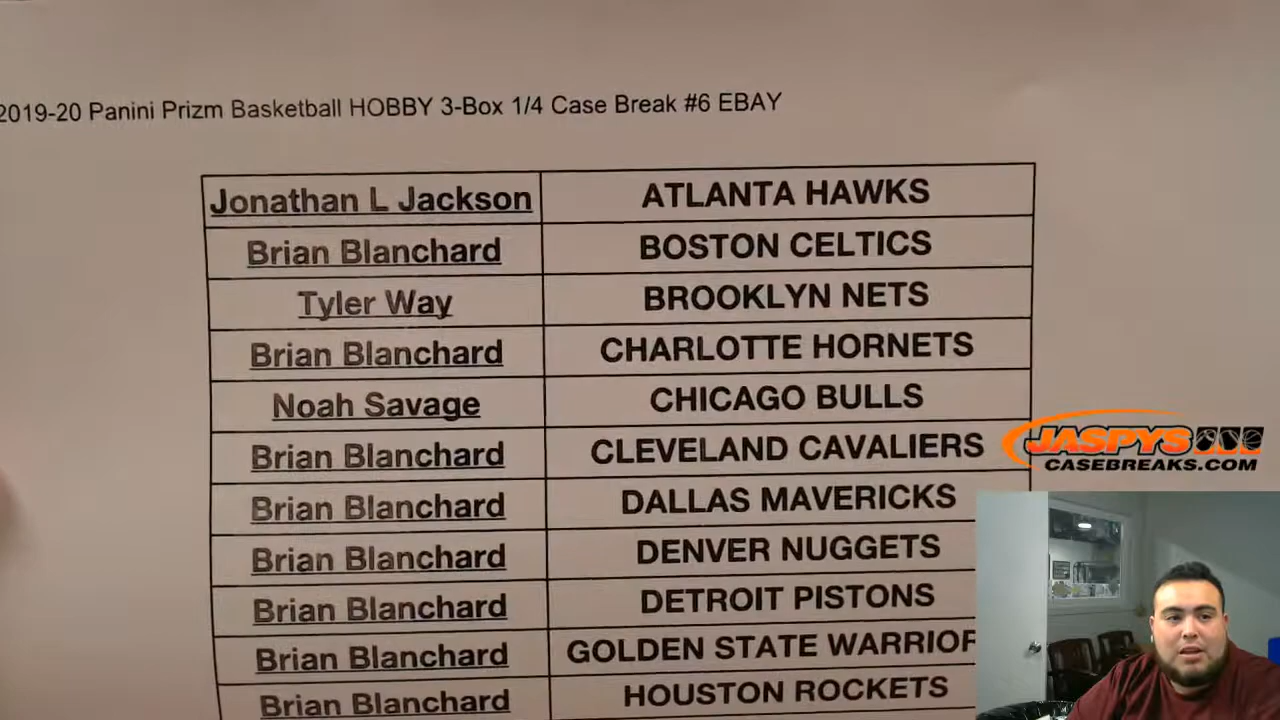 2019-20 Panini Prizm Basketball HOBBY 3-Box 1/4 Case Break #6 EBAY
Jonathan L Jackson ATLANTA HAWKS
Brian Blanchard BOSTON CELTICS
Tyler Way BROOKLYN NETS
Brian Blanchard CHARLOTTE HORNETS
Noah Savage CHICAGO BULLS
Brian Blanchard CLEVELAND CAVALIERS
Brian Blanchard DALLAS MAVERICKS
Brian Blanchard DENVER NUGGETS
Brian Blanchard DETROIT PISTONS
Brian Blanchard GOLDEN STATE WARRIOR
Brian Blanchard HOUSTON ROCKETS
JASPYS
CASEBREAKS.COM